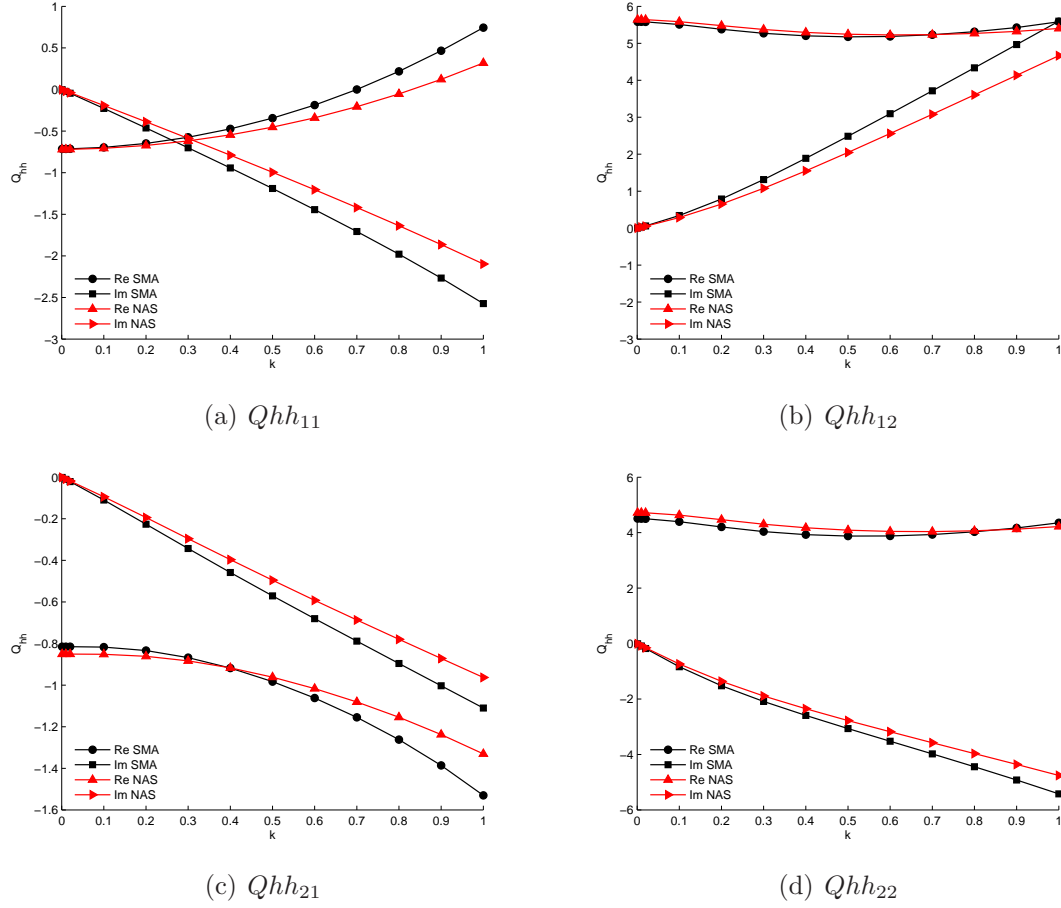 1
0.5
0
−0.5
−1
−1.5
−2
−2.5
−3
Q_hh
Re SMA
Im SMA
Re NAS
Im NAS
0 0.1 0.2 0.3 0.4 0.5 0.6 0.7 0.8 0.9 1
k
(a) Qhh₁₁
6
5
4
3
2
1
0
−1
−2
−3
Q_hh
Re SMA
Im SMA
Re NAS
Im NAS
0 0.1 0.2 0.3 0.4 0.5 0.6 0.7 0.8 0.9 1
k
(b) Qhh₁₂
0
−0.2
−0.4
−0.6
−0.8
−1
−1.2
−1.4
−1.6
Q_hh
Re SMA
Im SMA
Re NAS
Im NAS
0 0.1 0.2 0.3 0.4 0.5 0.6 0.7 0.8 0.9 1
k
(c) Qhh₂₁
6
4
2
0
−2
−4
−6
Q_hh
Re SMA
Im SMA
Re NAS
Im NAS
0 0.1 0.2 0.3 0.4 0.5 0.6 0.7 0.8 0.9 1
k
(d) Qhh₂₂